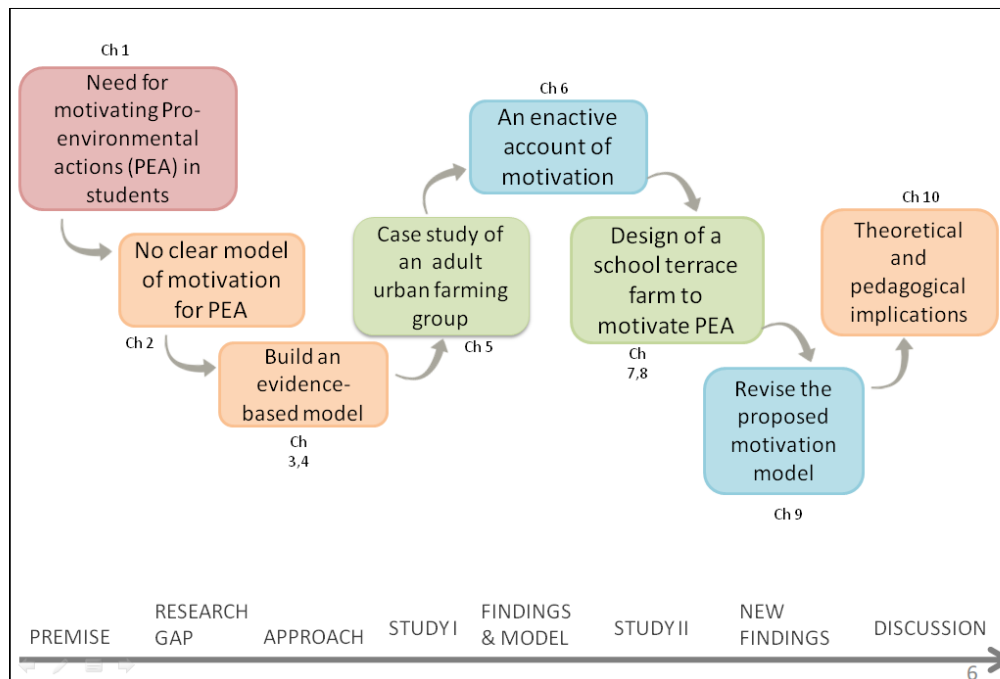 Ch 1
Need for
motivating Pro-
environmental
actions (PEA) in
students
No clear model
of motivation
for PEA
Ch 2
Build an
evidence-
based model
Ch
3,4
Case study of
an adult
urban farming
group
Ch 5
Ch 6
An enactive
account of
motivation
Design of a
school terrace
farm to
motivate PEA
Ch
7,8
Revise the
proposed
motivation
model
Ch 9
Ch 10
Theoretical
and
pedagogical
implications
PREMISE
RESEARCH
GAP
APPROACH
STUDY I
FINDINGS
& MODEL
STUDY II
NEW
FINDINGS
DISCUSSION
6